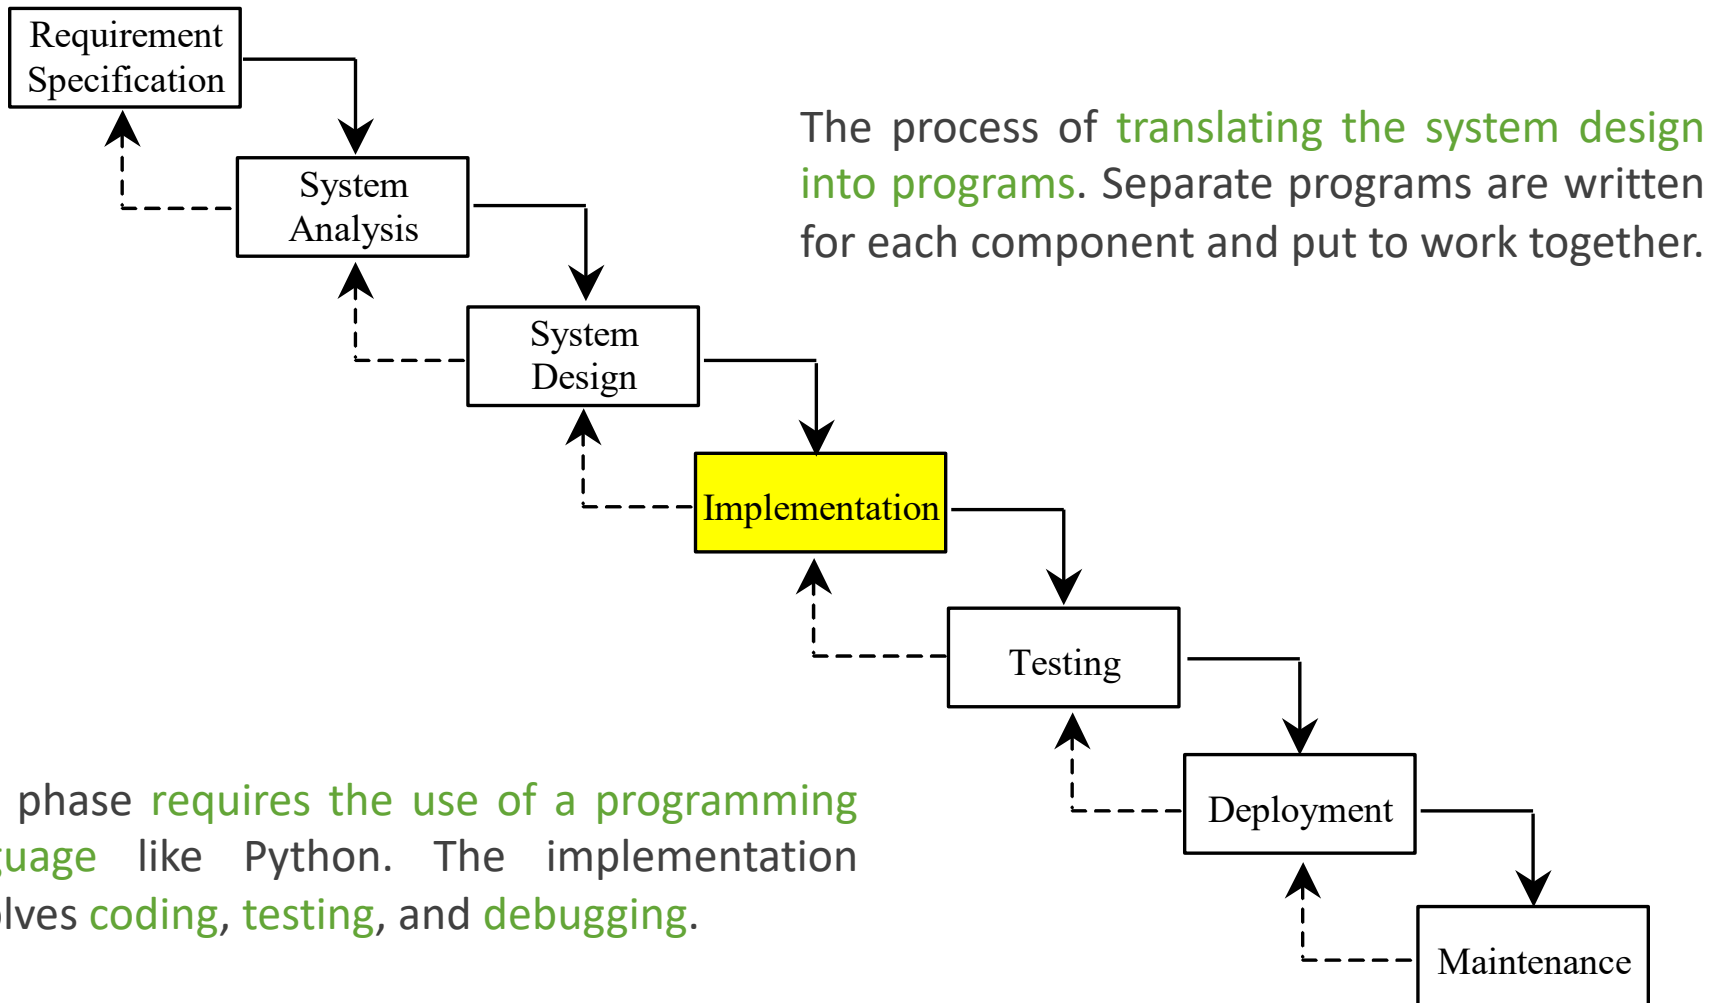 Requirement
Specification
The process of translating the system design
into programs. Separate programs are written
for each component and put to work together.
System
Analysis
System
Design
Implementation
Testing
phase requires the use of a programming
guage like Python. The implementation
olves coding, testing, and debugging.
Deployment
Maintenance